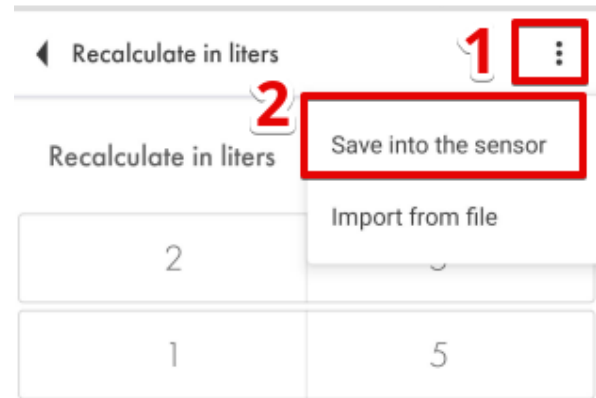 Recalculate in liters
1
2
Save into the sensor
Recalculate in liters
Import from file
2
1 5